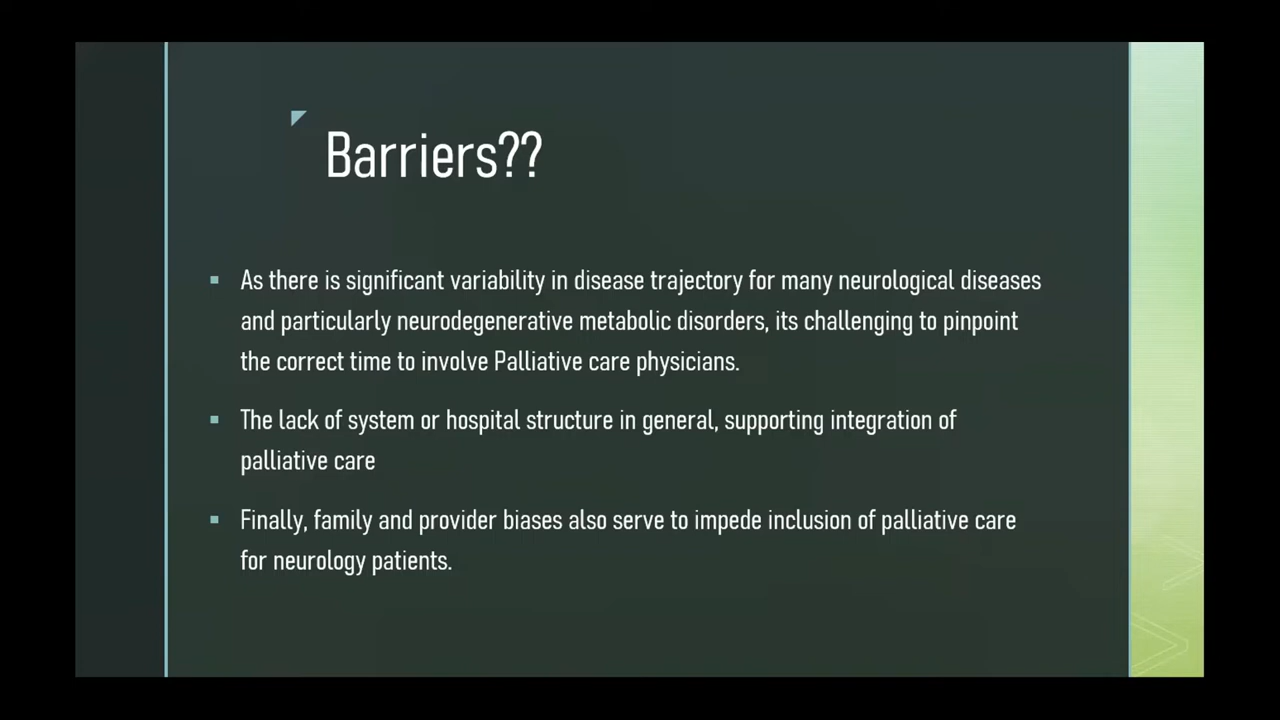 Barriers??
As there is significant variability in disease trajectory for many neurological diseases
and particularly neurodegenerative metabolic disorders, its challenging to pinpoint
the correct time to involve Palliative care physicians.
The lack of system or hospital structure in general, supporting integration of
palliative care
Finally, family and provider biases also serve to impede inclusion of palliative care
for neurology patients.